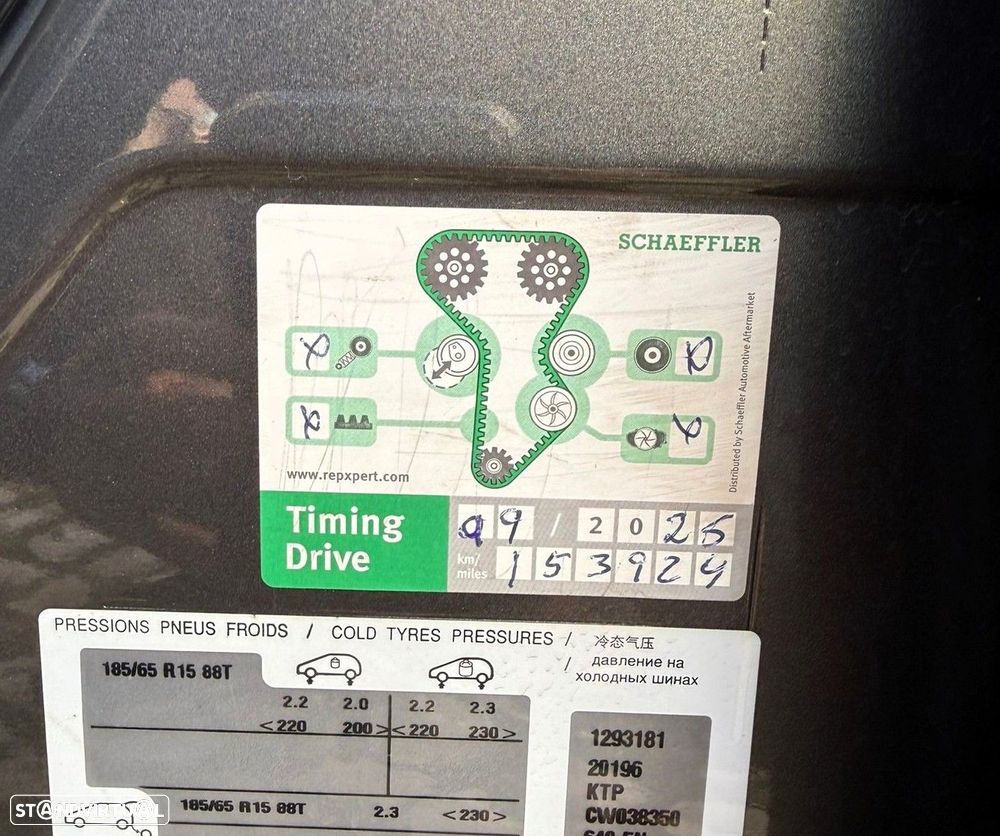 SCHAEFFLER
Distributed by Schaeffler Automotive Aftermarket
www.repxpert.com
Timing
Drive
09 / 2025
km/
miles
153924
PRESSIONS PNEUS FROIDS / COLD TYRES PRESSURES / 冷态气压
/ давление на
холодных шинах
185/65 R15 88T
2.2 2.0 2.2 2.3
<220 200> <220 230>
1293181
20196
KTP
CW038350
185/65 R15 88T 2.3 <230>
STANDVIRTUAL